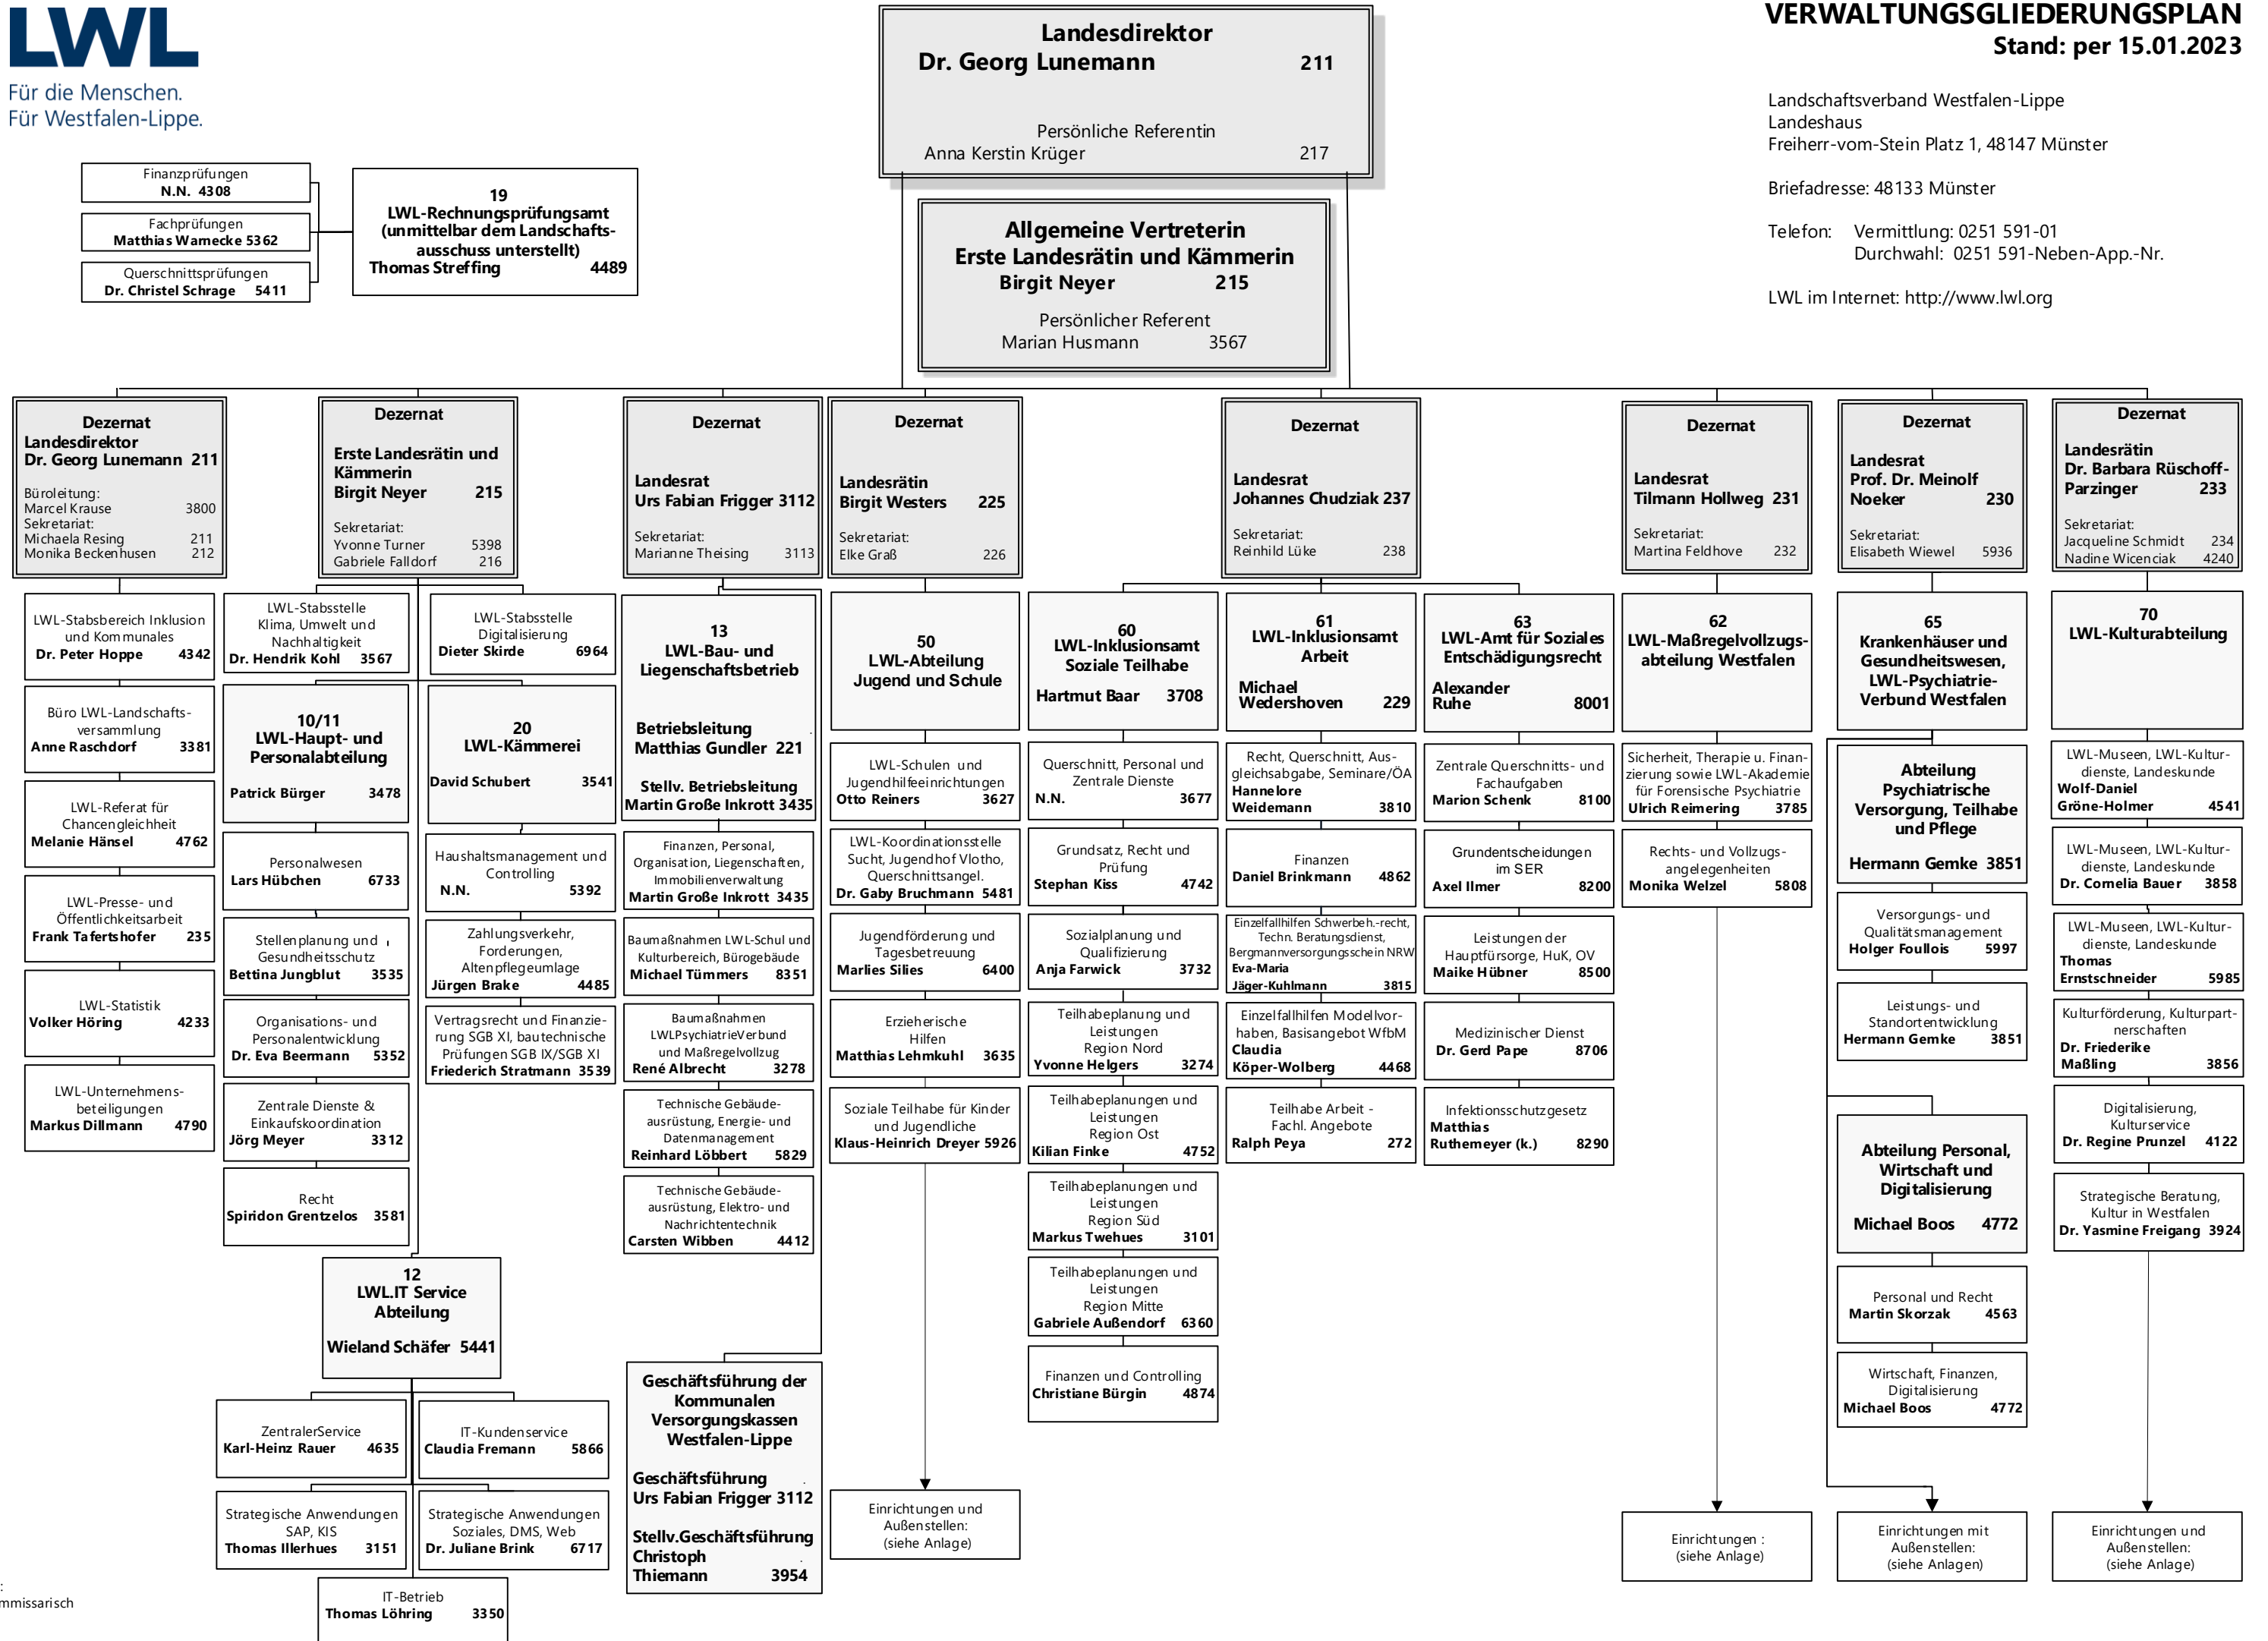 LWL
Für die Menschen.
Für Westfalen-Lippe.
VERWALTUNGSGLIEDERUNGSPLAN
Stand: per 15.01.2023
Landschaftsverband Westfalen-Lippe
Landeshaus
Freiherr-vom-Stein Platz 1, 48147 Münster
Briefadresse: 48133 Münster
Telefon: Vermittlung: 0251 591-01
Durchwahl: 0251 591-Neben-App.-Nr.
LWL im Internet: http://www.lwl.org
Landesdirektor
Dr. Georg Lunemann 211
Persönliche Referentin
Anna Kerstin Krüger 217
Allgemeine Vertreterin
Erste Landesrätin und Kämmerin
Birgit Neyer 215
Persönlicher Referent
Marian Husmann 3567
Finanzprüfungen
N.N. 4308
Fachprüfungen
Matthias Warnecke 5362
Querschnittsprüfungen
Dr. Christel Schrage 5411
19
LWL-Rechnungsprüfungsamt
(unmittelbar dem Landschafts-
ausschuss unterstellt)
Thomas Streffing 4489
Dezernat
Landesdirektor
Dr. Georg Lunemann 211
Büroleitung:
Marcel Krause 3800
Sekretariat:
Michaela Resing 211
Monika Beckenhusen 212
LWL-Stabsbereich Inklusion
und Kommunales
Dr. Peter Hoppe 4342
Büro LWL-Landschafts-
versammlung
Anne Raschdorf 3381
LWL-Referat für
Chancengleichheit
Melanie Hänsel 4762
LWL-Presse- und
Öffentlichkeitsarbeit
Frank Tafertshofer 235
LWL-Statistik
Volker Höring 4233
LWL-Unternehmens-
beteiligungen
Markus Dillmann 4790
Dezernat
Erste Landesrätin und
Kämmerin
Birgit Neyer 215
Sekretariat:
Yvonne Turner 5398
Gabriele Falldorf 216
LWL-Stabsstelle
Klima, Umwelt und
Nachhaltigkeit
Dr. Hendrik Kohl 3567
LWL-Stabsstelle
Digitalisierung
Dieter Skirde 6964
10/11
LWL-Haupt- und
Personalabteilung
Patrick Bürger 3478
Personalwesen
Lars Hübchen 6733
Stellenplanung und
Gesundheitsschutz
Bettina Jungblut 3535
Organisations- und
Personalentwicklung
Dr. Eva Beermann 5352
Zentrale Dienste &
Einkaufskoordination
Jörg Meyer 3312
Recht
Spiridon Grentzelos 3581
20
LWL-Kämmerei
David Schubert 3541
Haushaltsmanagement und
Controlling
N.N. 5392
Zahlungsverkehr,
Forderungen,
Altenpflegeumlage
Jürgen Brake 4485
Vertragsrecht und Finanzie-
rung SGB XI, bautechnische
Prüfungen SGB IX/SGB XI
Friederich Stratmann 3539
12
LWL.IT Service
Abteilung
Wieland Schäfer 5441
ZentralerService
Karl-Heinz Rauer 4635
IT-Kundenservice
Claudia Fremann 5866
Strategische Anwendungen
SAP, KIS
Thomas Illerhues 3151
Strategische Anwendungen
Soziales, DMS, Web
Dr. Juliane Brink 6717
IT-Betrieb
Thomas Löhring 3350
Dezernat
Landesrat
Urs Fabian Frigger 3112
Sekretariat:
Marianne Theising 3113
13
LWL-Bau- und
Liegenschaftsbetrieb
Betriebsleitung
Matthias Gundler 221
Stellv. Betriebsleitung
Martin Große Inkrott 3435
Finanzen, Personal,
Organisation, Liegenschaften,
Immobilienverwaltung
Martin Große Inkrott 3435
Baumaßnahmen LWL-Schul und
Kulturbereich, Bürogebäude
Michael Tümmers 8351
Baumaßnahmen
LWLPsychiatrieVerbund
und Maßregelvollzug
René Albrecht 3278
Technische Gebäude-
ausrüstung, Energie- und
Datenmanagement
Reinhard Löbbert 5829
Technische Gebäude-
ausrüstung, Elektro- und
Nachrichtentechnik
Carsten Wibben 4412
Geschäftsführung der
Kommunalen
Versorgungskassen
Westfalen-Lippe
Geschäftsführung
Urs Fabian Frigger 3112
Stellv.Geschäftsführung
Christoph
Thiemann 3954
Dezernat
Landesrätin
Birgit Westers 225
Sekretariat:
Elke Graß 226
50
LWL-Abteilung
Jugend und Schule
LWL-Schulen und
Jugendhilfeeinrichtungen
Otto Reiners 3627
LWL-Koordinationsstelle
Sucht, Jugendhof Vlotho,
Querschnittsangel.
Dr. Gaby Bruchmann 5481
Jugendförderung und
Tagesbetreuung
Marlies Silies 6400
Erzieherische
Hilfen
Matthias Lehmkuhl 3635
Soziale Teilhabe für Kinder
und Jugendliche
Klaus-Heinrich Dreyer 5926
Einrichtungen und
Außenstellen:
(siehe Anlage)
Dezernat
Landesrat
Johannes Chudziak 237
Sekretariat:
Reinhild Lüke 238
60
LWL-Inklusionsamt
Soziale Teilhabe
Hartmut Baar 3708
Querschnitt, Personal und
Zentrale Dienste
N.N. 3677
Grundsatz, Recht und
Prüfung
Stephan Kiss 4742
Sozialplanung und
Qualifizierung
Anja Farwick 3732
Teilhabeplanung und
Leistungen
Region Nord
Yvonne Helgers 3274
Teilhabeplanungen und
Leistungen
Region Ost
Kilian Finke 4752
Teilhabeplanungen und
Leistungen
Region Süd
Markus Twehues 3101
Teilhabeplanungen und
Leistungen
Region Mitte
Gabriele Außendorf 6360
Finanzen und Controlling
Christiane Bürgin 4874
61
LWL-Inklusionsamt
Arbeit
Michael
Wedershoven 229
Recht, Querschnitt, Aus-
gleichsabgabe, Seminare/ÖA
Hannelore
Weidemann 3810
Finanzen
Daniel Brinkmann 4862
Einzelfallhilfen Schwerbeh.-recht,
Techn. Beratungsdienst,
Bergmannversorgungsschein NRW
Eva-Maria
Jäger-Kuhlmann 3815
Einzelfallhilfen Modellvor-
haben, Basisangebot WfbM
Claudia
Köper-Wolberg 4468
Teilhabe Arbeit -
Fachl. Angebote
Ralph Peya 272
63
LWL-Amt für Soziales
Entschädigungsrecht
Alexander
Ruhe 8001
Zentrale Querschnitts- und
Fachaufgaben
Marion Schenk 8100
Grundentscheidungen
im SER
Axel Ilmer 8200
Leistungen der
Hauptfürsorge, HuK, OV
Maike Hübner 8500
Medizinischer Dienst
Dr. Gerd Pape 8706
Infektionsschutzgesetz
Matthias
Ruthemeyer (k.) 8290
Dezernat
Landesrat
Tilmann Hollweg 231
Sekretariat:
Martina Feldhove 232
62
LWL-Maßregelvollzugs-
abteilung Westfalen
Sicherheit, Therapie u. Finan-
zierung sowie LWL-Akademie
für Forensische Psychiatrie
Ulrich Reimering 3785
Rechts- und Vollzugs-
angelegenheiten
Monika Welzel 5808
Einrichtungen :
(siehe Anlage)
Dezernat
Landesrat
Prof. Dr. Meinolf
Noeker 230
Sekretariat:
Elisabeth Wiewel 5936
65
Krankenhäuser und
Gesundheitswesen,
LWL-Psychiatrie-
Verbund Westfalen
Abteilung
Psychiatrische
Versorgung, Teilhabe
und Pflege
Hermann Gemke 3851
Versorgungs- und
Qualitätsmanagement
Holger Foullois 5997
Leistungs- und
Standortentwicklung
Hermann Gemke 3851
Abteilung Personal,
Wirtschaft und
Digitalisierung
Michael Boos 4772
Personal und Recht
Martin Skorzak 4563
Wirtschaft, Finanzen,
Digitalisierung
Michael Boos 4772
Einrichtungen mit
Außenstellen:
(siehe Anlagen)
Dezernat
Landesrätin
Dr. Barbara Rüschoff-
Parzinger 233
Sekretariat:
Jacqueline Schmidt 234
Nadine Wicenciak 4240
70
LWL-Kulturabteilung
LWL-Museen, LWL-Kultur-
dienste, Landeskunde
Wolf-Daniel
Gröne-Holmer 4541
LWL-Museen, LWL-Kultur-
dienste, Landeskunde
Dr. Cornelia Bauer 3858
LWL-Museen, LWL-Kultur-
dienste, Landeskunde
Thomas
Ernstschneider 5985
Kulturförderung, Kulturpart-
nerschaften
Dr. Friederike
Maßling 3856
Digitalisierung,
Kulturservice
Dr. Regine Prunzel 4122
Strategische Beratung,
Kultur in Westfalen
Dr. Yasmine Freigang 3924
Einrichtungen und
Außenstellen:
(siehe Anlage)
:
mmissarisch